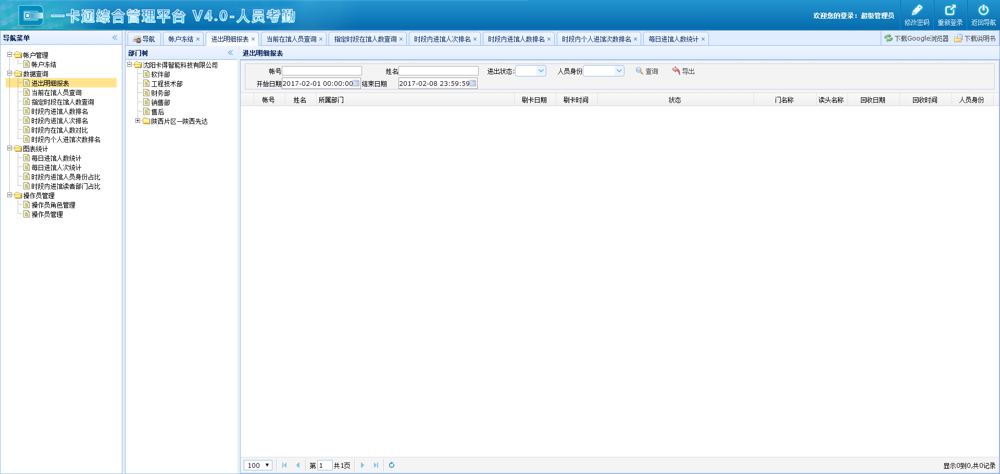 一卡通综合管理平台 V4.0-人员考勤
欢迎您的登录：超级管理员
修改密码
重新登录
返回导航
导航菜单
导航
帐户冻结
进出明细报表
当前在馆人员查询
指定时段在馆人数查询
时段内进馆人次排名
时段内进馆人数排名
时段内个人进馆次数排名
每日进馆人数统计
下载Google浏览器
下载说明书
帐户管理
帐户冻结
数据查询
进出明细报表
当前在馆人员查询
指定时段在馆人数查询
时段内进馆人数排名
时段内进馆人次排名
时段内在馆人数对比
时段内个人进馆次数排名
图表统计
每日进馆人数统计
每日进馆人次统计
时段内进馆人员身份占比
时段内进馆读者部门占比
操作员管理
操作员角色管理
操作员管理
部门树
沈阳卡得智能科技有限公司
软件部
工程技术部
财务部
销售部
售后
陕西片区—陕西先达
进出明细报表
帐号 姓名 进出状态: 人员身份 查询 导出
开始日期 2017-02-01 00:00:00 结束日期 2017-02-08 23:59:59
帐号 姓名 所属部门 刷卡日期 刷卡时间 状态 门名称 读头名称 回收日期 回收时间 人员身份
100 第 1 共1页
显示0到0,共0记录